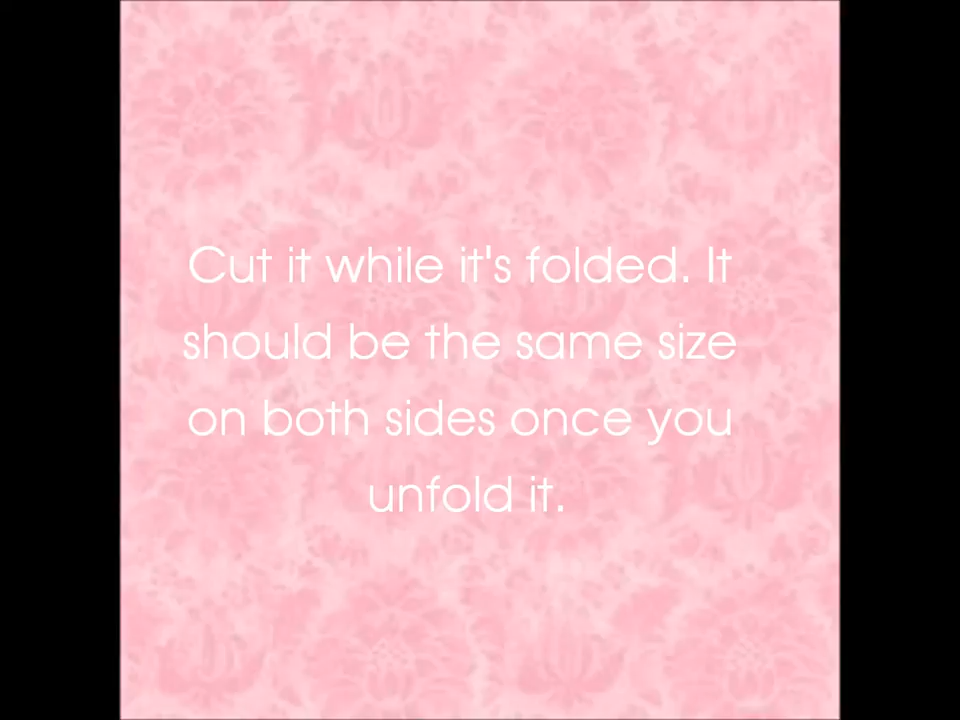 Cut it while it's folded. It
should be the same size
on both sides once you
unfold it.